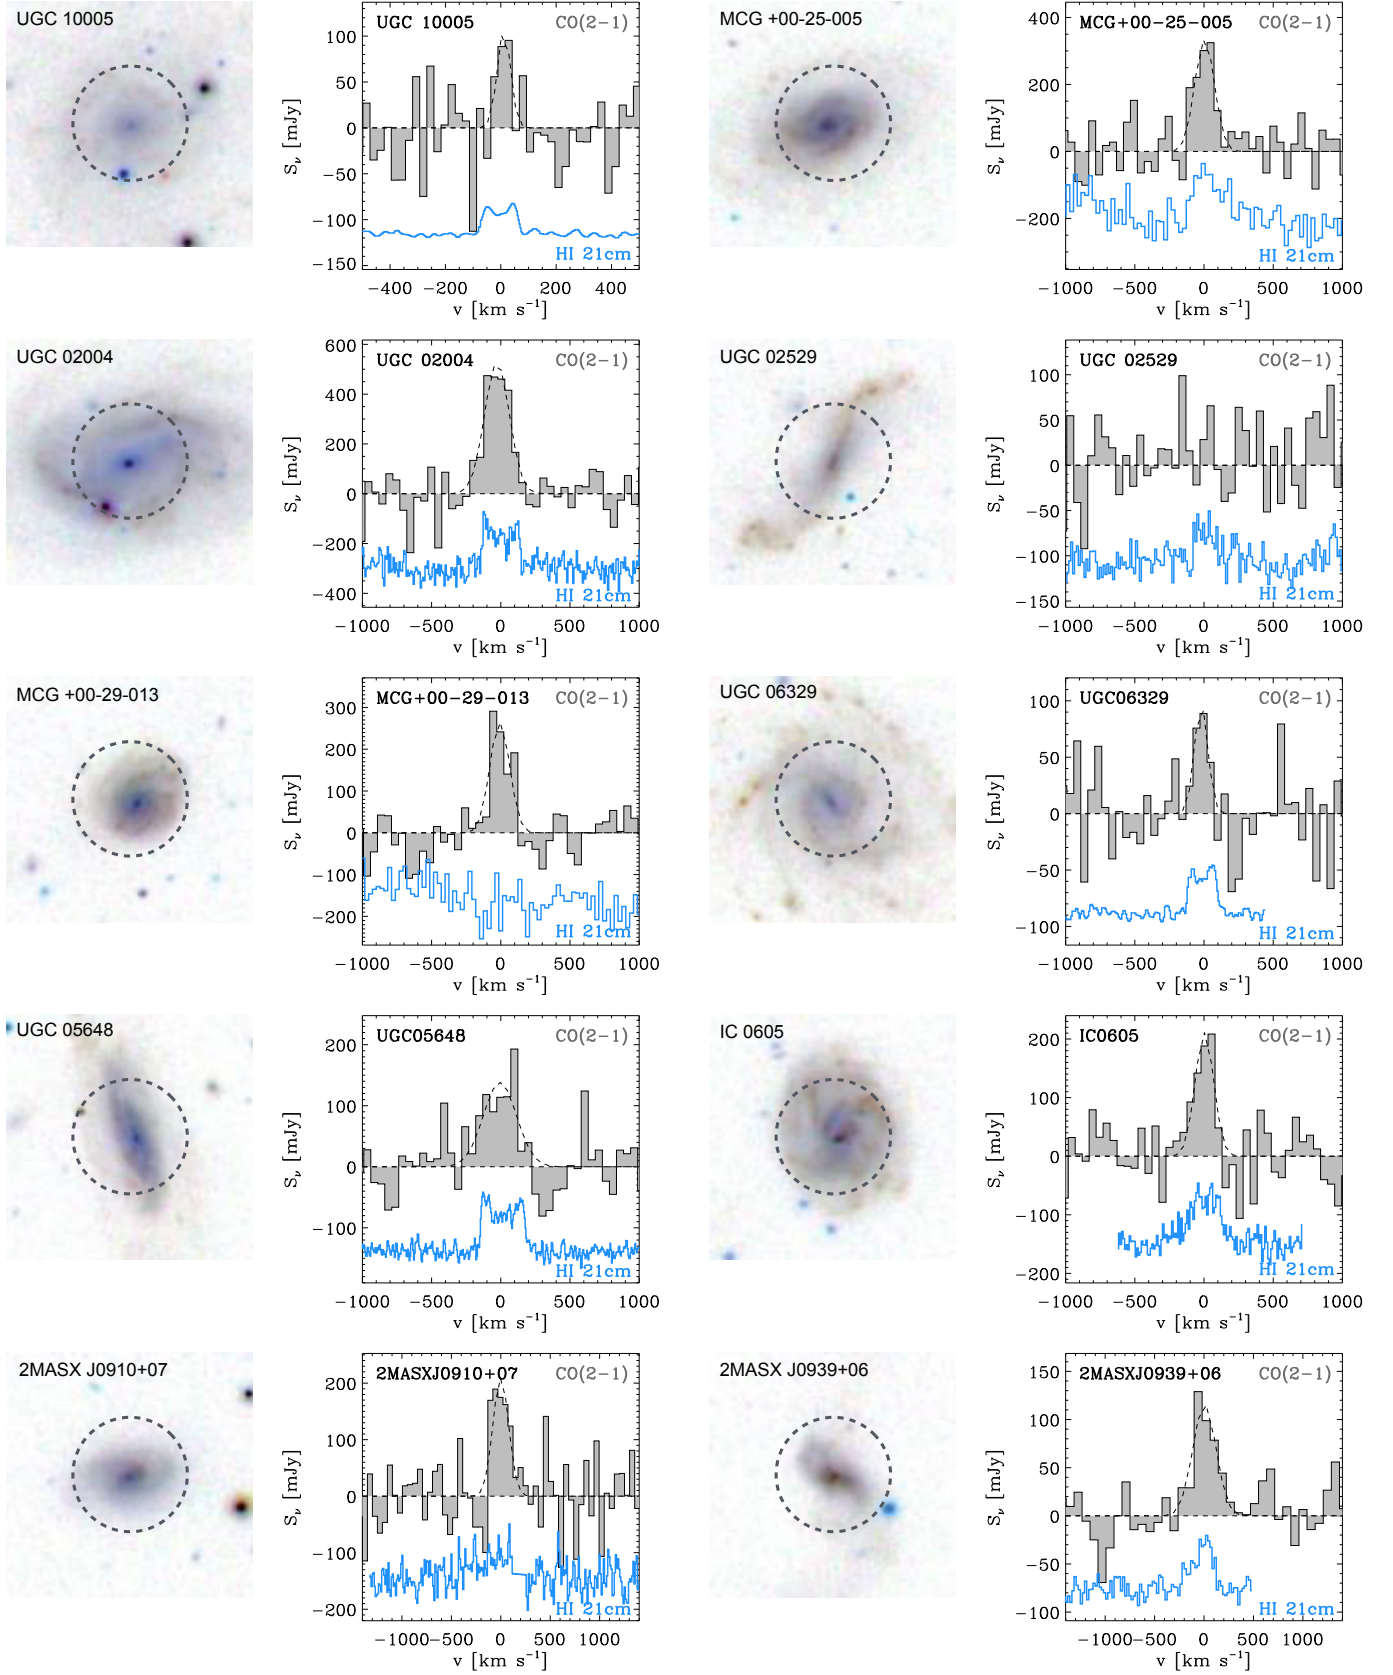 UGC 10005
UGC 10005 CO(2-1)
100
50
0
-50
-100
-150
Sν [mJy]
HI 21cm
-400 -200 0 200 400
v [km s⁻¹]
MCG +00-25-005
MCG+00-25-005 CO(2-1)
400
200
0
-200
Sν [mJy]
HI 21cm
-1000 -500 0 500 1000
v [km s⁻¹]
UGC 02004
UGC 02004 CO(2-1)
600
400
200
0
-200
-400
Sν [mJy]
HI 21cm
-1000 -500 0 500 1000
v [km s⁻¹]
UGC 02529
UGC 02529 CO(2-1)
100
50
0
-50
-100
-150
Sν [mJy]
HI 21cm
-1000 -500 0 500 1000
v [km s⁻¹]
MCG +00-29-013
MCG+00-29-013 CO(2-1)
300
200
100
0
-100
-200
Sν [mJy]
HI 21cm
-1000 -500 0 500 1000
v [km s⁻¹]
UGC 06329
UGC06329 CO(2-1)
100
50
0
-50
-100
Sν [mJy]
HI 21cm
-1000 -500 0 500 1000
v [km s⁻¹]
UGC 05648
UGC05648 CO(2-1)
200
100
0
-100
Sν [mJy]
HI 21cm
-1000 -500 0 500 1000
v [km s⁻¹]
IC 0605
IC0605 CO(2-1)
200
100
0
-100
-200
Sν [mJy]
HI 21cm
-1000 -500 0 500 1000
v [km s⁻¹]
2MASX J0910+07
2MASXJ0910+07 CO(2-1)
200
100
0
-100
-200
Sν [mJy]
HI 21cm
-1000 -500 0 500 1000
v [km s⁻¹]
2MASX J0939+06
2MASXJ0939+06 CO(2-1)
150
100
50
0
-50
-100
Sν [mJy]
HI 21cm
-1000 -500 0 500 1000
v [km s⁻¹]